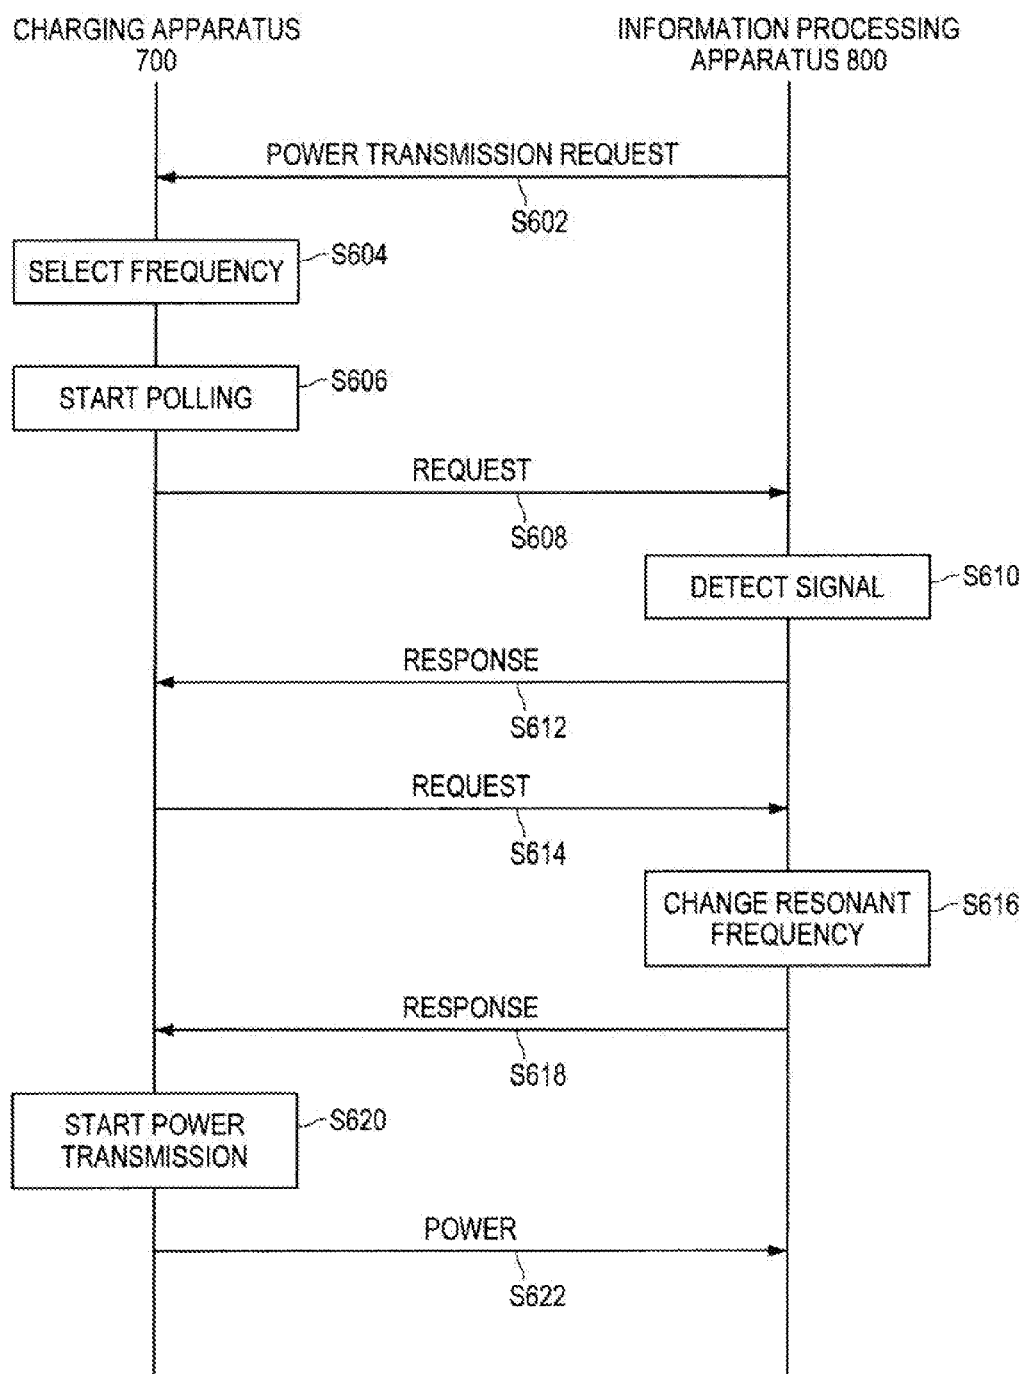 CHARGING APPARATUS
700
INFORMATION PROCESSING
APPARATUS 800
POWER TRANSMISSION REQUEST
S602
SELECT FREQUENCY
S604
START POLLING
S606
REQUEST
S608
DETECT SIGNAL
S610
RESPONSE
S612
REQUEST
S614
CHANGE RESONANT
FREQUENCY
S616
RESPONSE
S618
START POWER
TRANSMISSION
S620
POWER
S622